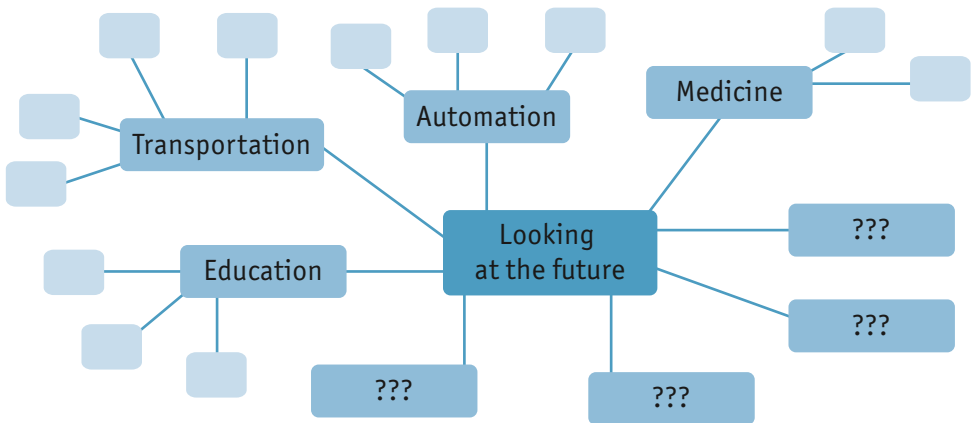 Medicine
Automation
Transportation
Looking
at the future
???
Education
???
???
???